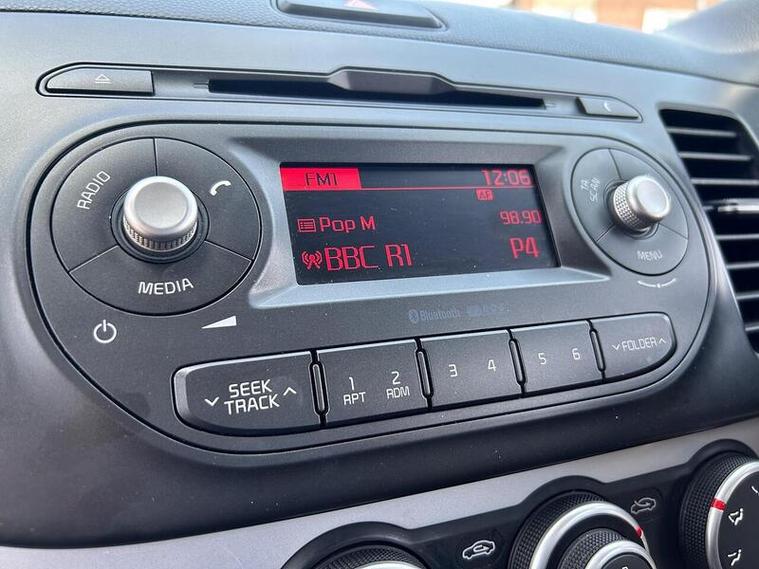 RADIO
MEDIA
FM1 12:06
AF
Pop M 98.90
BBC R1 P4
TA
SCAN
MENU
Bluetooth
SEEK
TRACK
1 2
RPT RDM
3 4
5 6
FOLDER